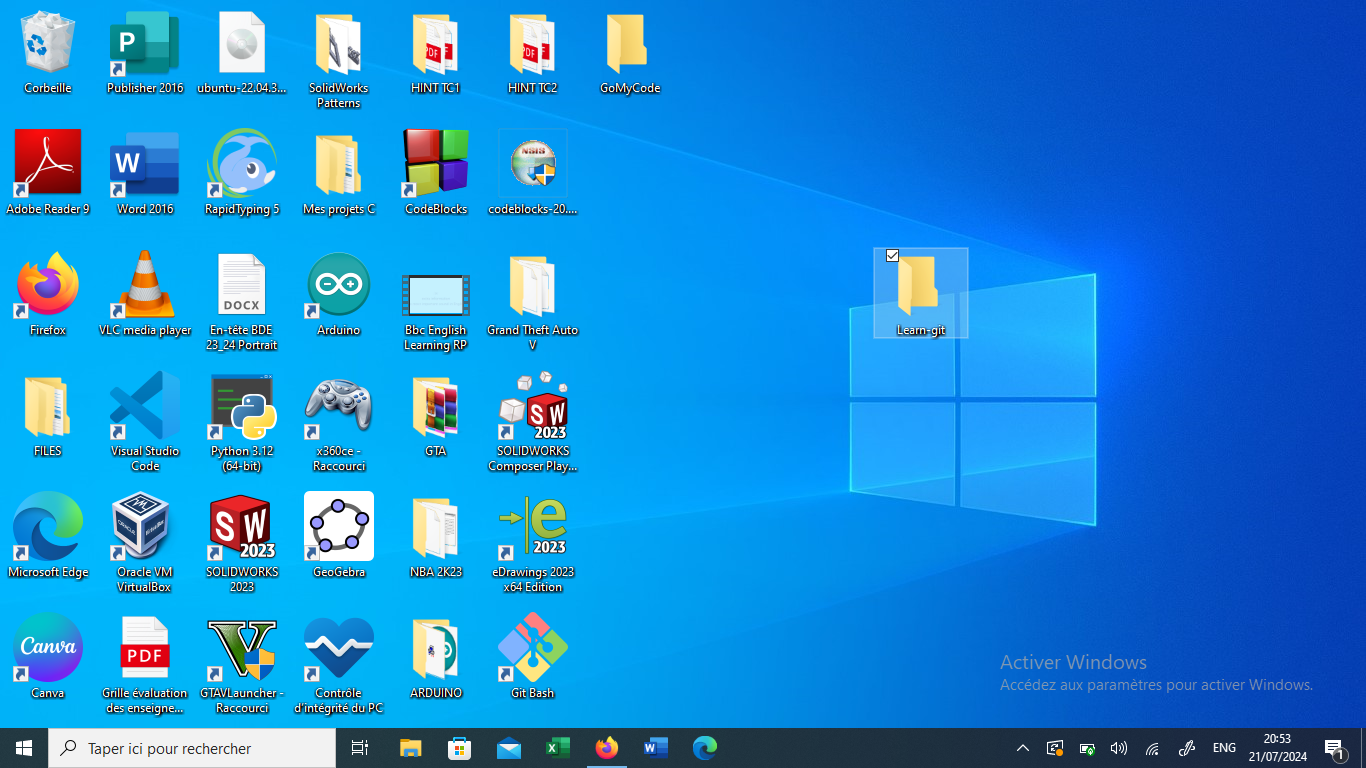 Corbeille
Publisher 2016
ubuntu-22.04.3...
SolidWorks
Patterns
HINT TC1
HINT TC2
GoMyCode
Adobe Reader 9
Word 2016
RapidTyping 5
Mes projets C
CodeBlocks
codeblocks-20....
Firefox
VLC media player
DOCX
En-tête BDE
23_24 Portrait
Arduino
Bbc English
Learning RP
Grand Theft Auto
V
Learn-git
FILES
Visual Studio
Code
Python 3.12
(64-bit)
x360ce -
Raccourci
GTA
SW
2023
SOLIDWORKS
Composer Play...
Microsoft Edge
Oracle VM
VirtualBox
SW
2023
SOLIDWORKS
2023
GeoGebra
NBA 2K23
e
2023
eDrawings 2023
x64 Edition
Canva
Canva
PDF
Grille évaluation
des enseigne...
GTAVLauncher -
Raccourci
Contrôle
d'intégrité du PC
ARDUINO
Git Bash
Activer Windows
Accédez aux paramètres pour activer Windows.
Taper ici pour rechercher
ENG
20:53
21/07/2024
1